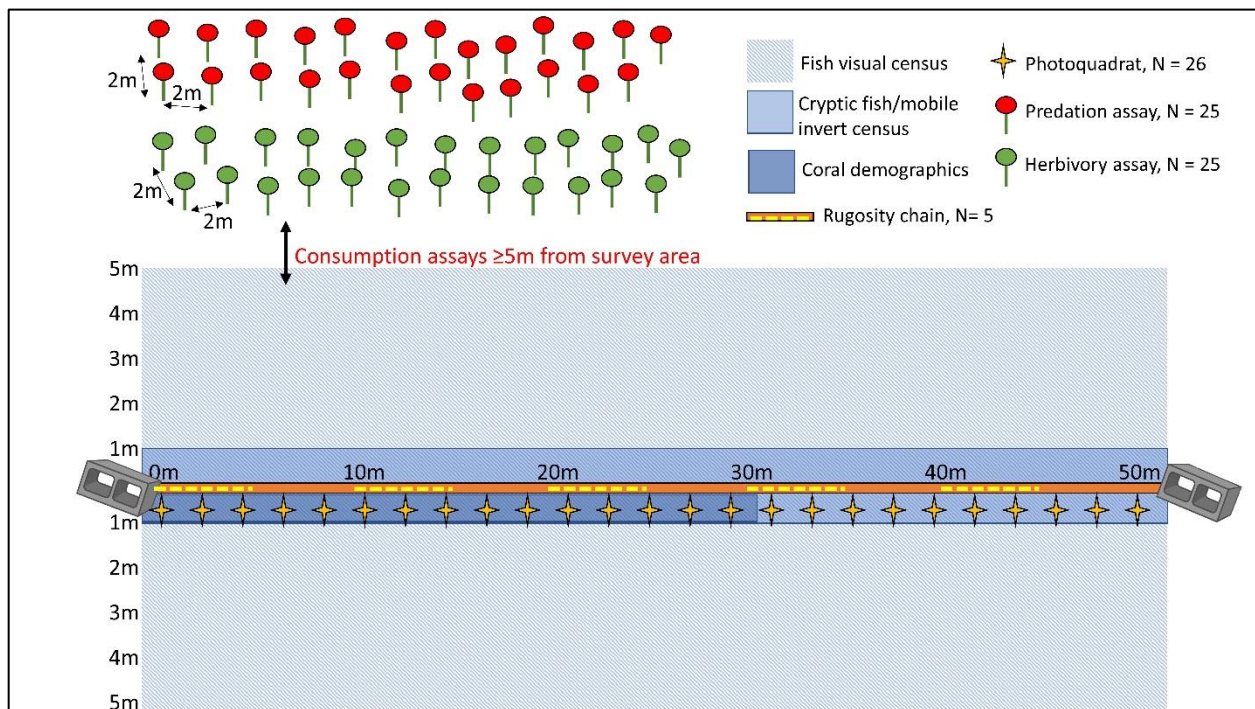 2m
2m
2m
2m
Fish visual census
Cryptic fish/mobile
invert census
Coral demographics
Rugosity chain, N= 5
Photoquadrat, N = 26
Predation assay, N = 25
Herbivory assay, N = 25
Consumption assays ≥5m from survey area
5m
4m
3m
2m
1m
0m 10m 20m 30m 40m 50m
1m
2m
3m
4m
5m